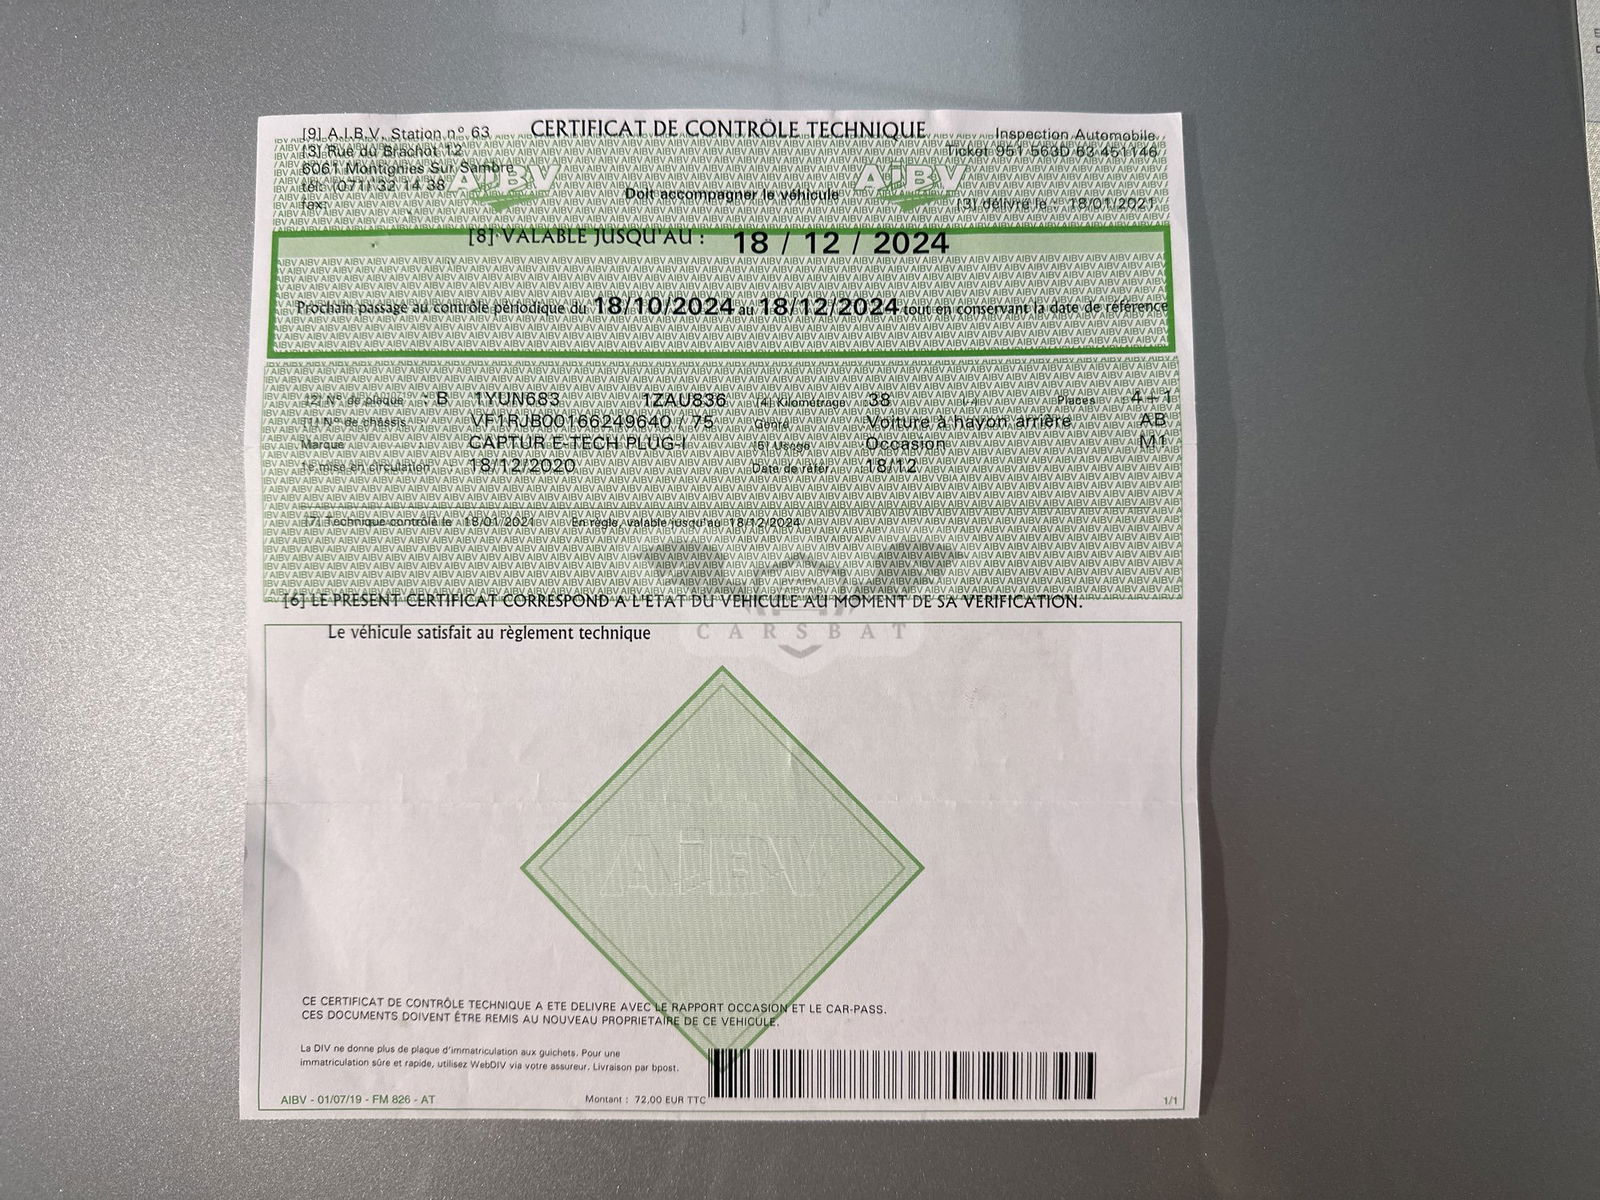 [9] A.I.B.V. Station n° 63
CERTIFICAT DE CONTRÔLE TECHNIQUE
Inspection Automobile
[3] Rue du Brachot 12
Ticket 951 563D 63 451146
6061 Montignies Sur Sambre
tél: (071) 32 14 38
AIBV
Doit accompagner le véhicule
AIBV
fax:
[3] délivré le : 18/01/2021
[8] VALABLE JUSQU'AU : 18 / 12 / 2024
Prochain passage au contrôle périodique du 18/10/2024 au 18/12/2024 tout en conservant la date de référence
[2] N° de plaque : B 1YUN683 1ZAU836 [4] Kilométrage 38 Places 4+1
[1] N° de châssis VF1RJB00166249640 / 75 Genre Voiture à hayon arrière AB
Marque CAPTUR E-TECH PLUG-I [5] Usage Occasion M1
1e mise en circulation 18/12/2020 Date de référ. 18/12
[7] Technique contrôlé le 18/01/2021 En règle, valable jusqu'au 18/12/2024
[6] LE PRESENT CERTIFICAT CORRESPOND A L'ETAT DU VEHICULE AU MOMENT DE SA VERIFICATION.
Le véhicule satisfait au règlement technique
CARSBAT
AIBV
CE CERTIFICAT DE CONTRÔLE TECHNIQUE A ETE DELIVRE AVEC LE RAPPORT OCCASION ET LE CAR-PASS.
CES DOCUMENTS DOIVENT ÊTRE REMIS AU NOUVEAU PROPRIETAIRE DE CE VEHICULE.
La DIV ne donne plus de plaque d'immatriculation aux guichets. Pour une
immatriculation sûre et rapide, utilisez WebDIV via votre assureur. Livraison par bpost.
AIBV - 01/07/19 - FM 826 - AT
Montant : 72,00 EUR TTC
1/1